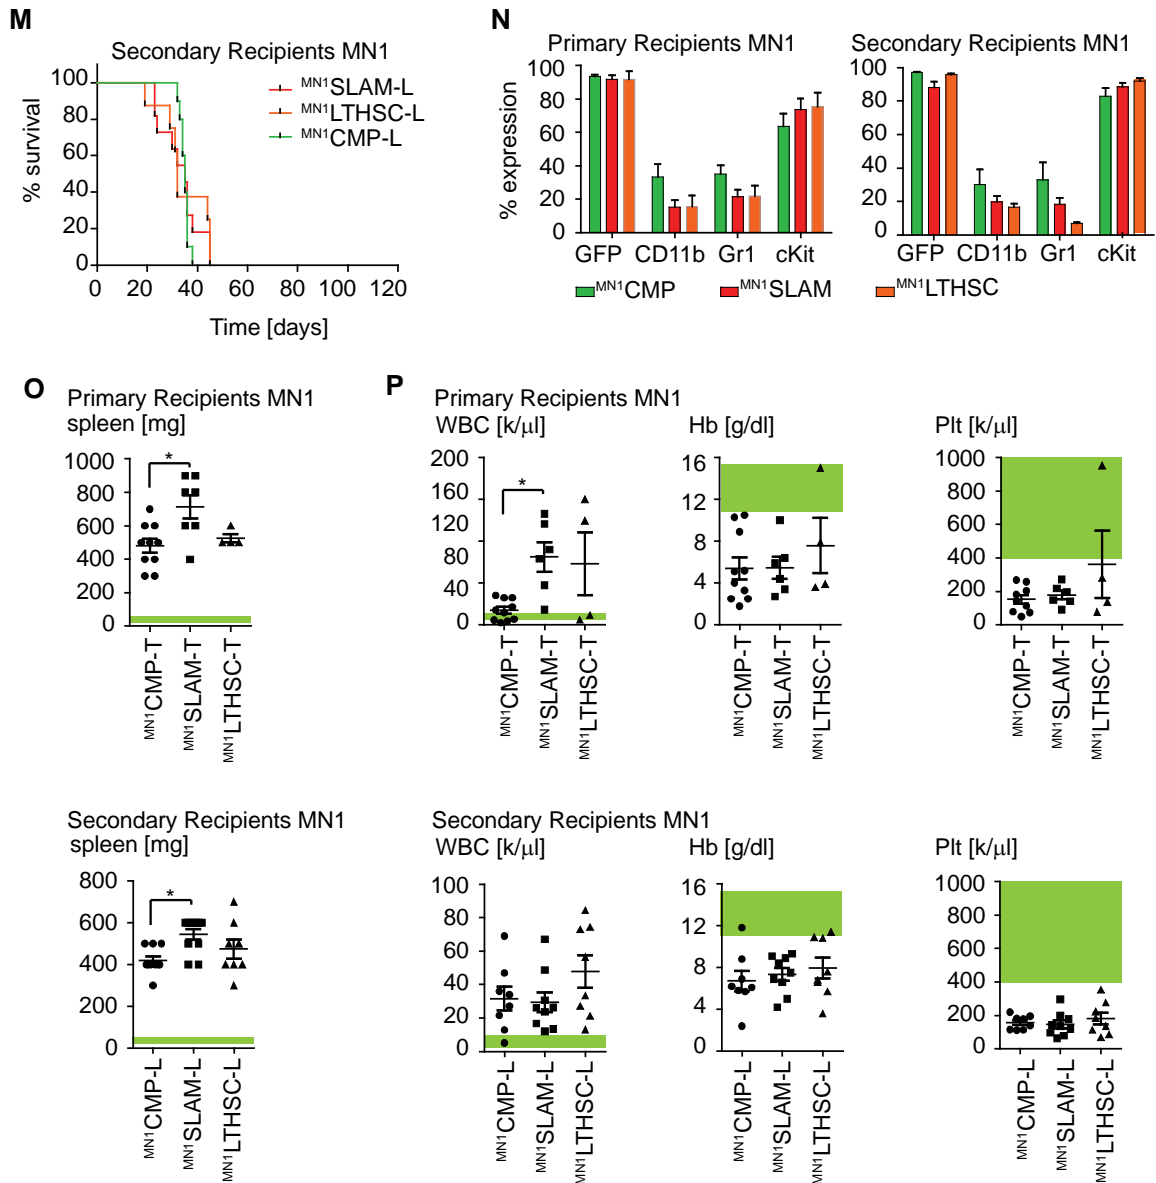 M
Secondary Recipients MN1
% survival
100
80
60
40
20
0
0 20 40 60 80 100 120
Time [days]
MN1SLAM-L
MN1LTHSC-L
MN1CMP-L
N
Primary Recipients MN1
% expression
100
80
60
40
20
0
GFP CD11b Gr1 cKit
Secondary Recipients MN1
100
80
60
40
20
0
GFP CD11b Gr1 cKit
MN1CMP MN1SLAM MN1LTHSC
O
Primary Recipients MN1
spleen [mg]
1000
800
600
400
200
0
*
MN1CMP-T
MN1SLAM-T
MN1LTHSC-T
P
Primary Recipients MN1
WBC [k/μl]
200
160
120
80
40
0
*
MN1CMP-T
MN1SLAM-T
MN1LTHSC-T
Hb [g/dl]
16
12
8
4
0
MN1CMP-T
MN1SLAM-T
MN1LTHSC-T
Plt [k/μl]
1000
800
600
400
200
0
MN1CMP-T
MN1SLAM-T
MN1LTHSC-T
Secondary Recipients MN1
spleen [mg]
800
600
400
200
0
*
MN1CMP-L
MN1SLAM-L
MN1LTHSC-L
Secondary Recipients MN1
WBC [k/μl]
100
80
60
40
20
0
MN1CMP-L
MN1SLAM-L
MN1LTHSC-L
Hb [g/dl]
16
12
8
4
0
MN1CMP-L
MN1SLAM-L
MN1LTHSC-L
Plt [k/μl]
1000
800
600
400
200
0
MN1CMP-L
MN1SLAM-L
MN1LTHSC-L